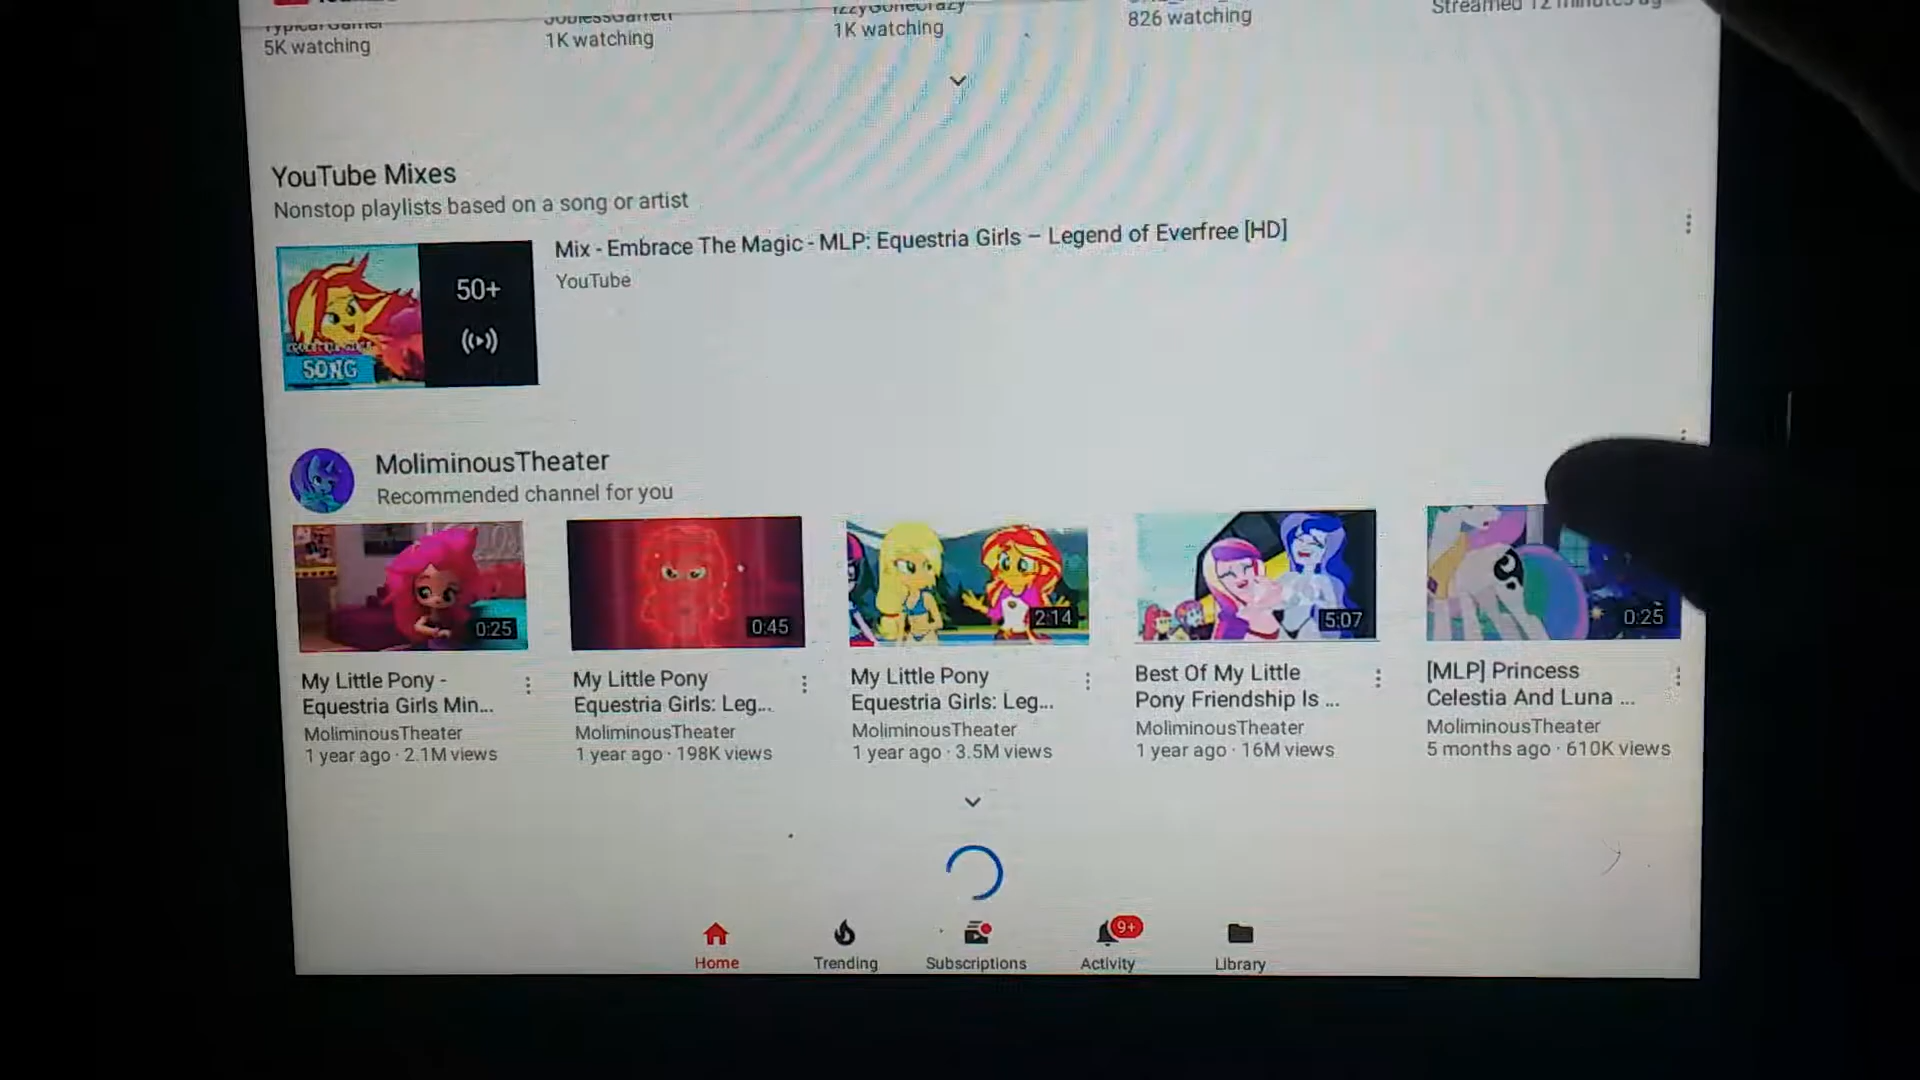 5K watching
1K watching
1K watching
826 watching
YouTube Mixes
Nonstop playlists based on a song or artist
50+
SONG
Mix - Embrace The Magic - MLP: Equestria Girls – Legend of Everfree [HD]
YouTube
MoliminousTheater
Recommended channel for you
0:25
0:45
2:14
5:07
0:25
My Little Pony -
Equestria Girls Min...
MoliminousTheater
1 year ago · 2.1M views
My Little Pony
Equestria Girls: Leg...
MoliminousTheater
1 year ago · 198K views
My Little Pony
Equestria Girls: Leg...
MoliminousTheater
1 year ago · 3.5M views
Best Of My Little
Pony Friendship Is ...
MoliminousTheater
1 year ago · 16M views
[MLP] Princess
Celestia And Luna ...
MoliminousTheater
5 months ago · 610K views
9+
Home
Trending
Subscriptions
Activity
Library